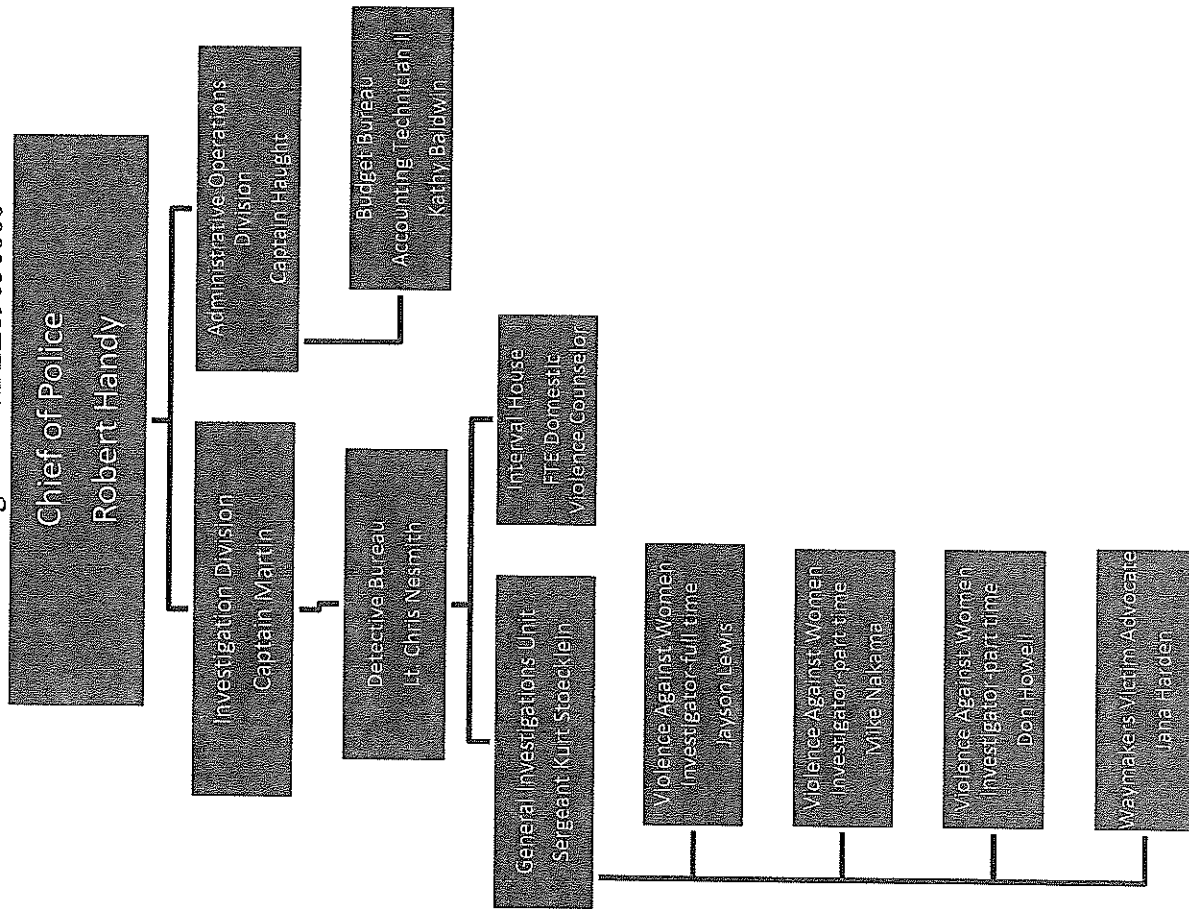 Chief of Police
Robert Handy
Investigation Division
Captain Martin
Administrative Operations
Division
Captain Haught
Detective Bureau
Lt. Chris Nesmith
Budget Bureau
Accounting Technician II
Kathy Baldwin
General Investigations Unit
Sergeant Kurt Stoecklein
Interval House
FTE Domestic
Violence Counselor
Violence Against Women
Investigator-full time
Jayson Lewis
Violence Against Women
Investigator-part time
Mike Nakama
Violence Against Women
Investigator-part time
Don Howell
Waymakers Victim Advocate